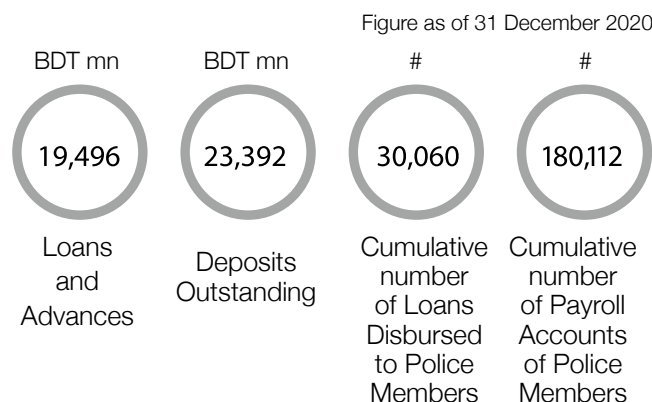 Figure as of 31 December 2020
BDT mn
BDT mn
#
#
19,496
23,392
30,060
180,112
Loans
and
Advances
Deposits
Outstanding
Cumulative
number
of Loans
Disbursed
to Police
Members
Cumulative
number
of Payroll
Accounts
of Police
Members